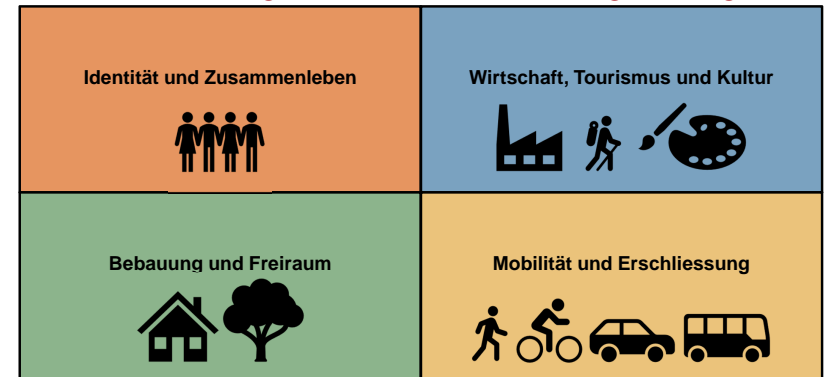 Identität und Zusammenleben
Wirtschaft, Tourismus und Kultur
Bebauung und Freiraum
Mobilität und Erschliessung